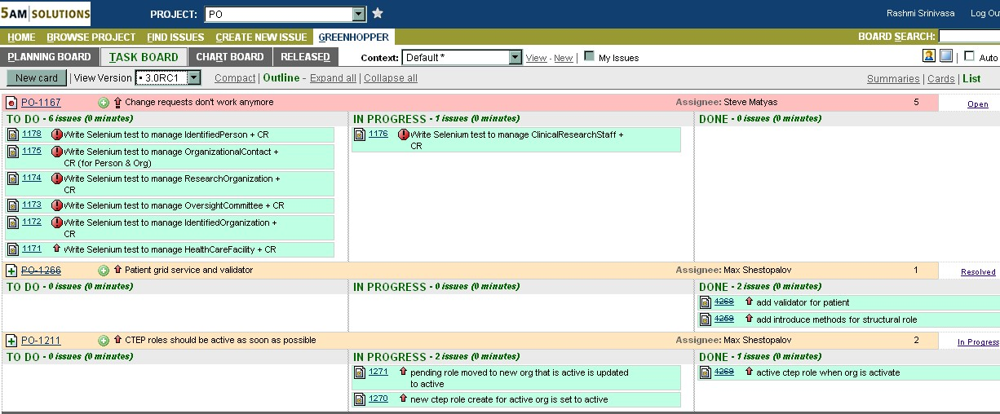 5AM SOLUTIONS PROJECT: PO Rashmi Srinivasa Log Ou
HOME BROWSE PROJECT FIND ISSUES CREATE NEW ISSUE GREENHOPPER BOARD SEARCH:
PLANNING BOARD TASK BOARD CHART BOARD RELEASED Context: Default * View - New | My Issues Auto
New card | View Version • 3.0RC1 Compact | Outline - Expand all | Collapse all Summaries | Cards | List
PO-1167 Change requests don't work anymore Assignee: Steve Matyas 5 Open
TO DO - 6 issues (0 minutes) IN PROGRESS - 1 issues (0 minutes) DONE - 0 issues (0 minutes)
1178 Write Selenium test to manage IdentifiedPerson + CR 1176 Write Selenium test to manage ClinicalResearchStaff +
CR
1175 Write Selenium test to manage OrganizationalContact +
CR (for Person & Org)
1174 Write Selenium test to manage ResearchOrganization +
CR
1173 Write Selenium test to manage OversightCommittee + CR
1172 Write Selenium test to manage IdentifiedOrganization +
CR
1171 Write Selenium test to manage HealthCareFacility + CR
PO-1266 Patient grid service and validator Assignee: Max Shestopalov 1 Resolved
TO DO - 0 issues (0 minutes) IN PROGRESS - 0 issues (0 minutes) DONE - 2 issues (0 minutes)
1268 add validator for patient
1259 add introduce methods for structural role
PO-1211 CTEP roles should be active as soon as possible Assignee: Max Shestopalov 2 In Progress
TO DO - 0 issues (0 minutes) IN PROGRESS - 2 issues (0 minutes) DONE - 1 issues (0 minutes)
1271 pending role moved to new org that is active is updated
to active
1269 active ctep role when org is activate
1270 new ctep role create for active org is set to active